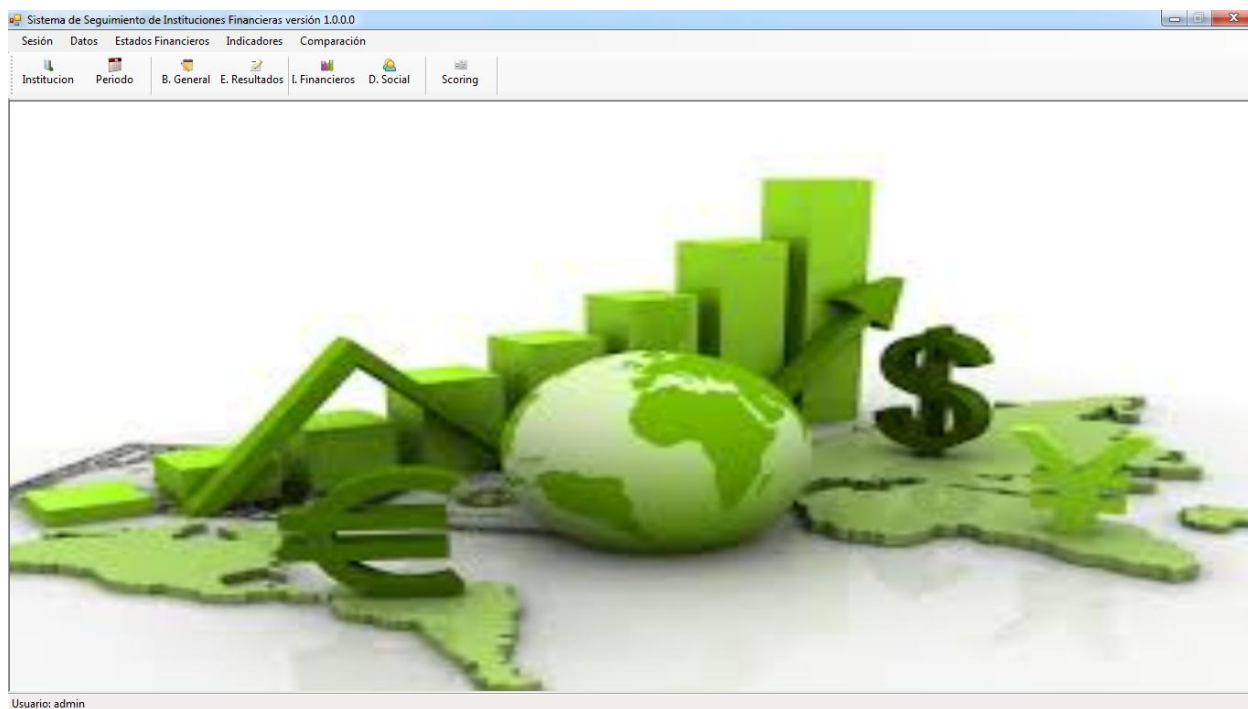 Sistema de Seguimiento de Instituciones Financieras versión 1.0.0.0
Sesión Datos Estados Financieros Indicadores Comparación
Institucion Periodo B. General E. Resultados I. Financieros D. Social Scoring
€ $ ¥
Usuario: admin